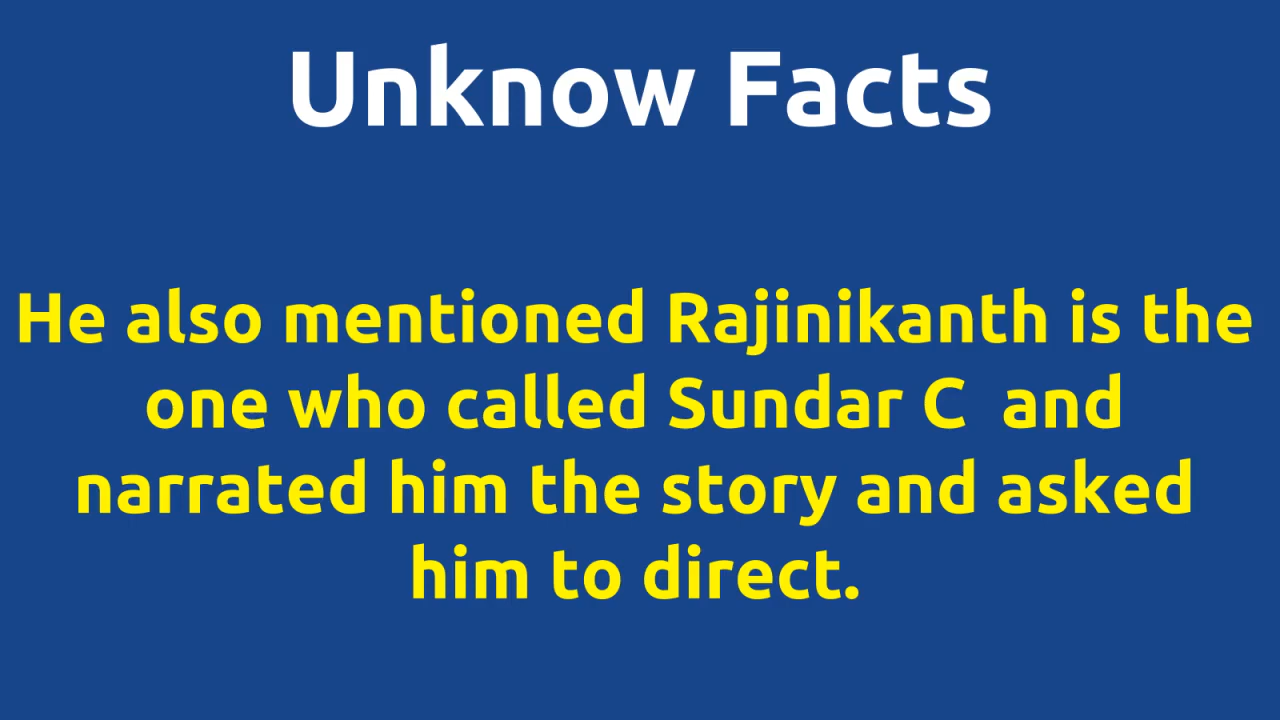 Unknow Facts
He also mentioned Rajinikanth is the
one who called Sundar C  and
narrated him the story and asked
him to direct.